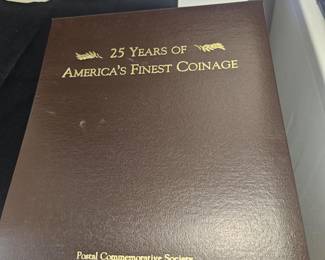 25 YEARS OF
AMERICA'S FINEST COINAGE
Postal Commemorative Society